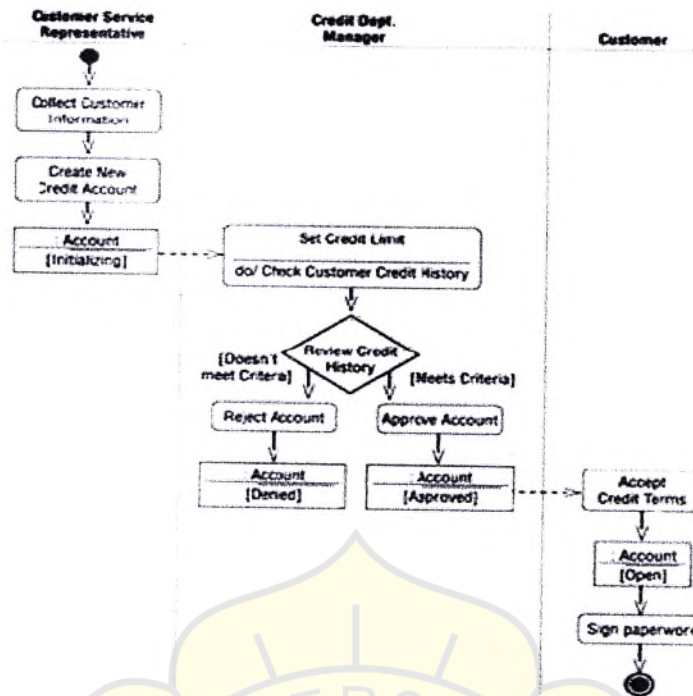 Customer Service
Representative
Credit Dept.
Manager
Customer
Collect Customer
Information
Create New
Credit Account
: Account
[Initializing]
Set Credit Limit
do/ Check Customer Credit History
Review Credit
History
[Doesn't
meet Criteria]
[Meets Criteria]
Reject Account
Approve Account
: Account
[Denied]
: Account
[Approved]
Accept
Credit Terms
: Account
[Open]
Sign paperwork